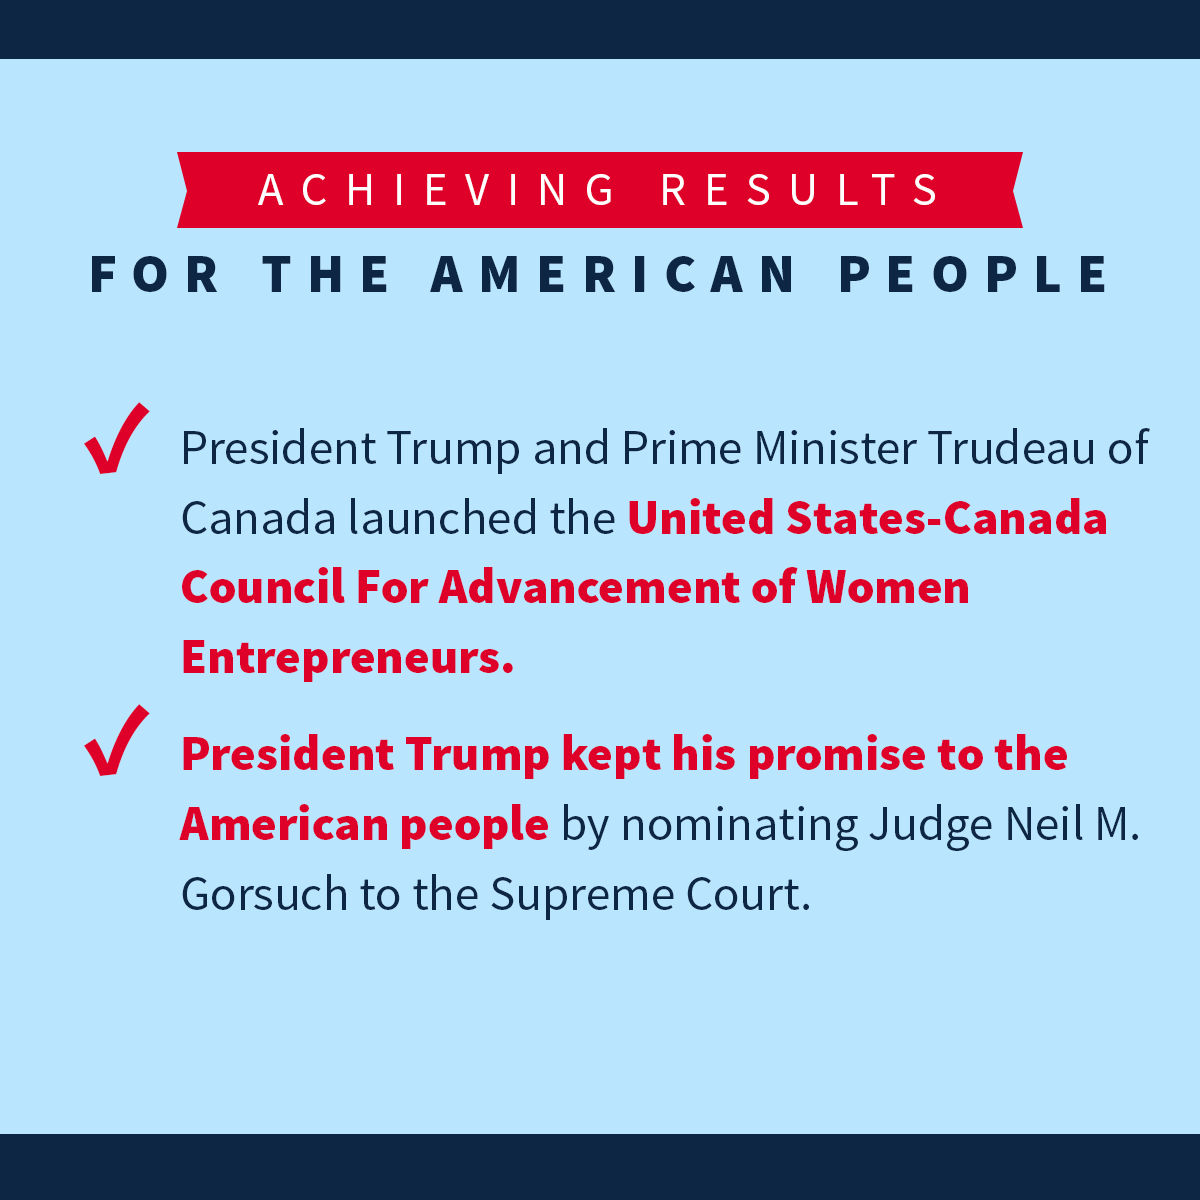 ACHIEVING RESULTS
FOR THE AMERICAN PEOPLE
President Trump and Prime Minister Trudeau of
Canada launched the United States-Canada
Council For Advancement of Women
Entrepreneurs.
President Trump kept his promise to the
American people by nominating Judge Neil M.
Gorsuch to the Supreme Court.